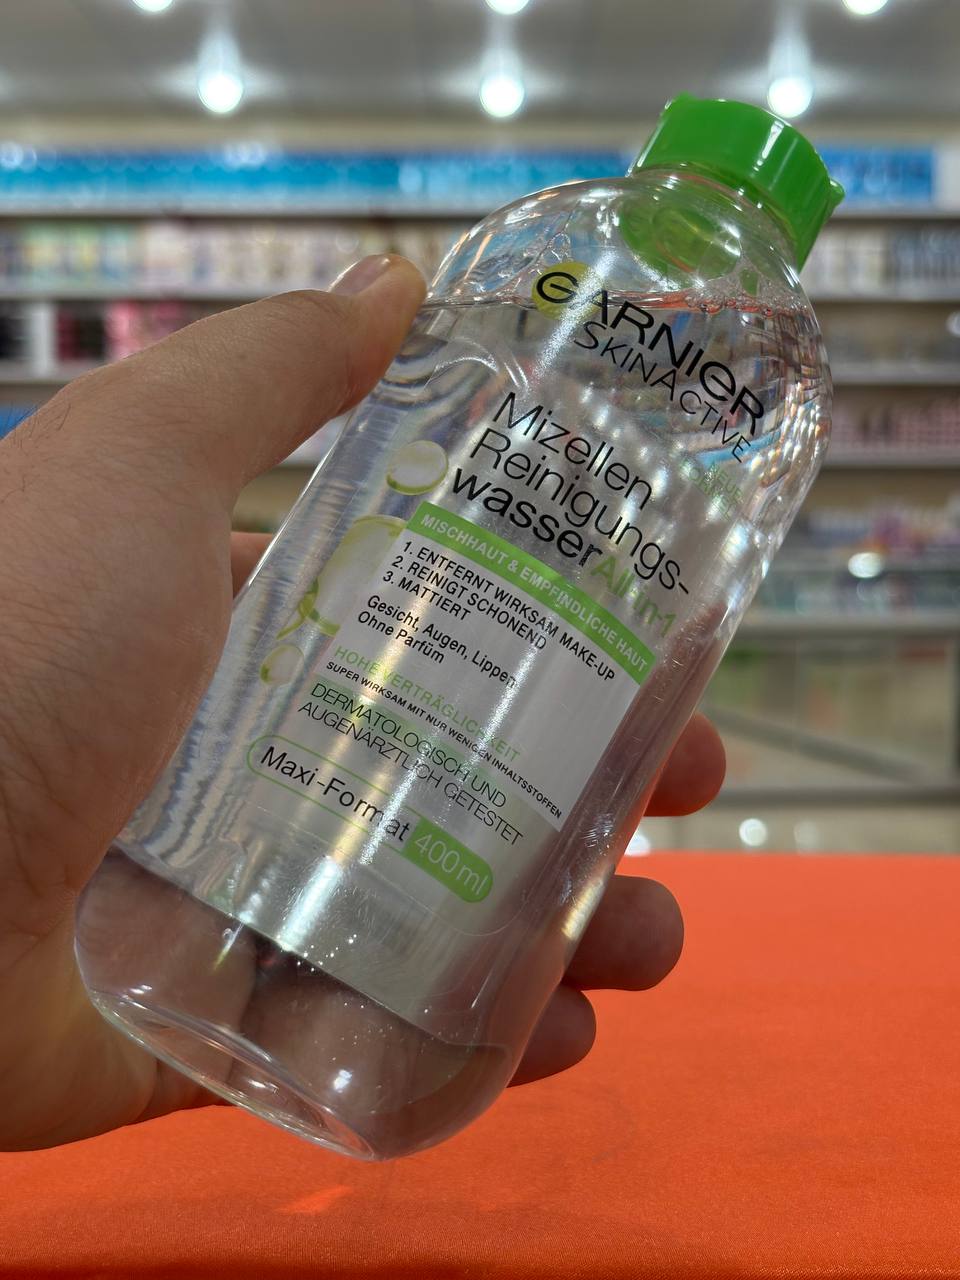 GARNIER
SKINACTIVE
Mizellen
Reinigungs-
wasser All-in-1
MISCHHAUT & EMPFINDLICHE HAUT
1. ENTFERNT WIRKSAM MAKE-UP
2. REINIGT SCHONEND
3. MATTIERT
Gesicht, Augen, Lippen
Ohne Parfüm
HOHE VERTRÄGLICHKEIT
SUPER WIRKSAM MIT NUR WENIGEN INHALTSSTOFFEN
DERMATOLOGISCH UND
AUGENÄRZTLICH GETESTET
Maxi-Format 400ml